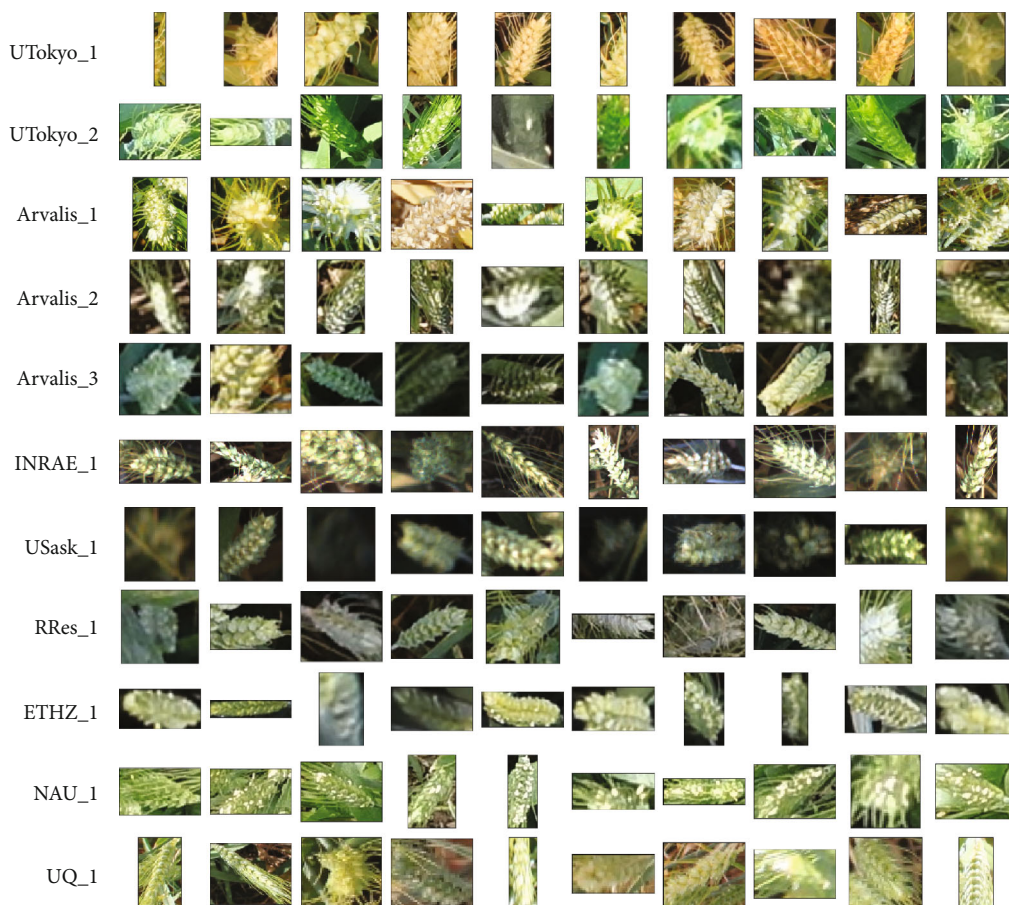 UTokyo_1
UTokyo_2
Arvalis_1
Arvalis_2
Arvalis_3
INRAE_1
USask_1
RRes_1
ETHZ_1
NAU_1
UQ_1